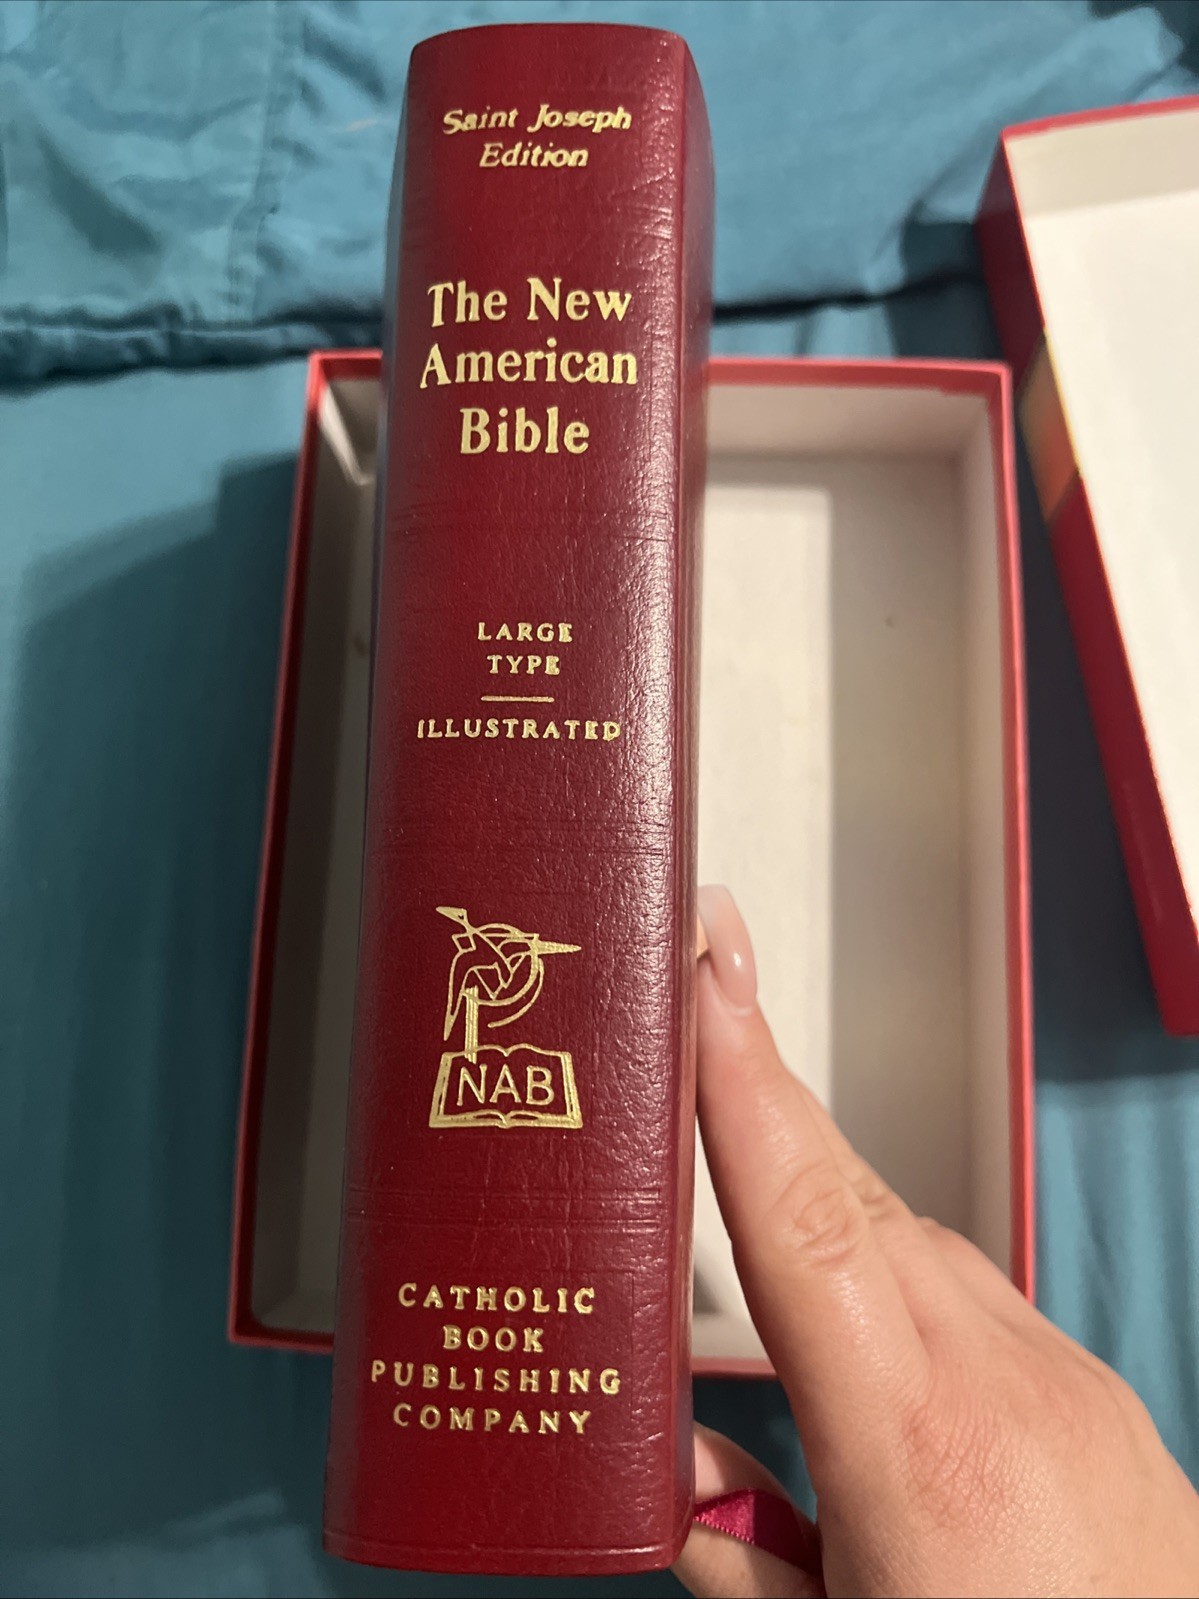 Saint Joseph
Edition
The New
American
Bible
LARGE
TYPE
ILLUSTRATED
NAB
CATHOLIC
BOOK
PUBLISHING
COMPANY